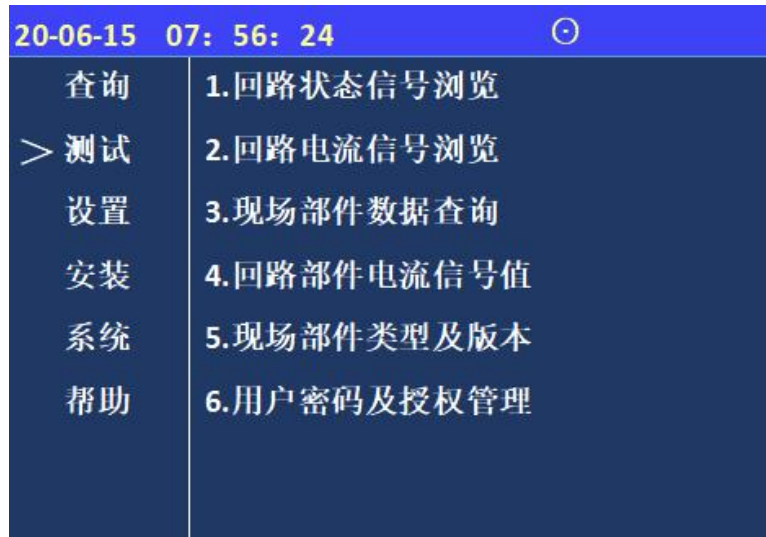 20-06-15 07：56：24
查询 1.回路状态信号浏览
＞测试 2.回路电流信号浏览
设置 3.现场部件数据查询
安装 4.回路部件电流信号值
系统 5.现场部件类型及版本
帮助 6.用户密码及授权管理